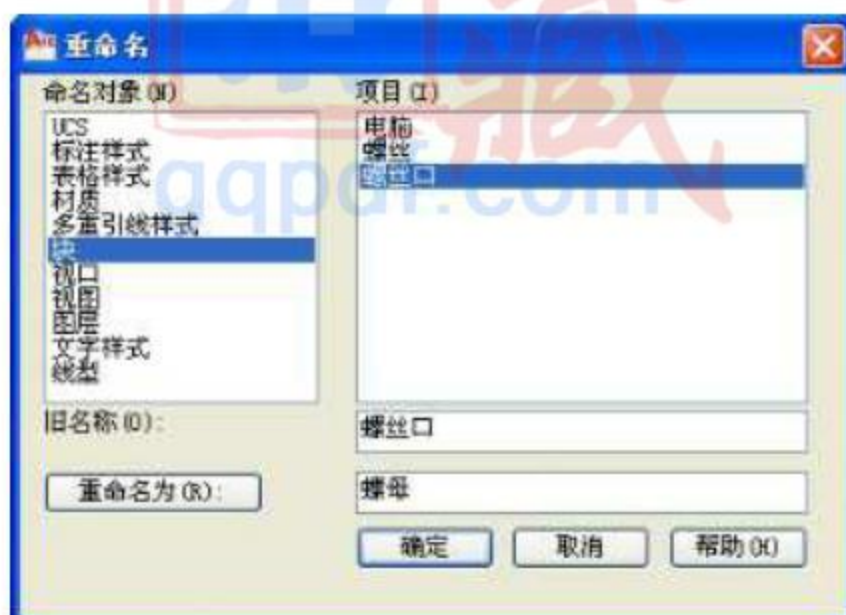 重命名
命名对象(N)
UCS
标注样式
表格样式
材质
多重引线样式
块
视口
视图
图层
文字样式
线型
项目(I)
电脑
螺丝
螺丝口
旧名称(O):
螺丝口
重命名为(R):
螺母
确定
取消
帮助(H)
藏
qqpdf.com